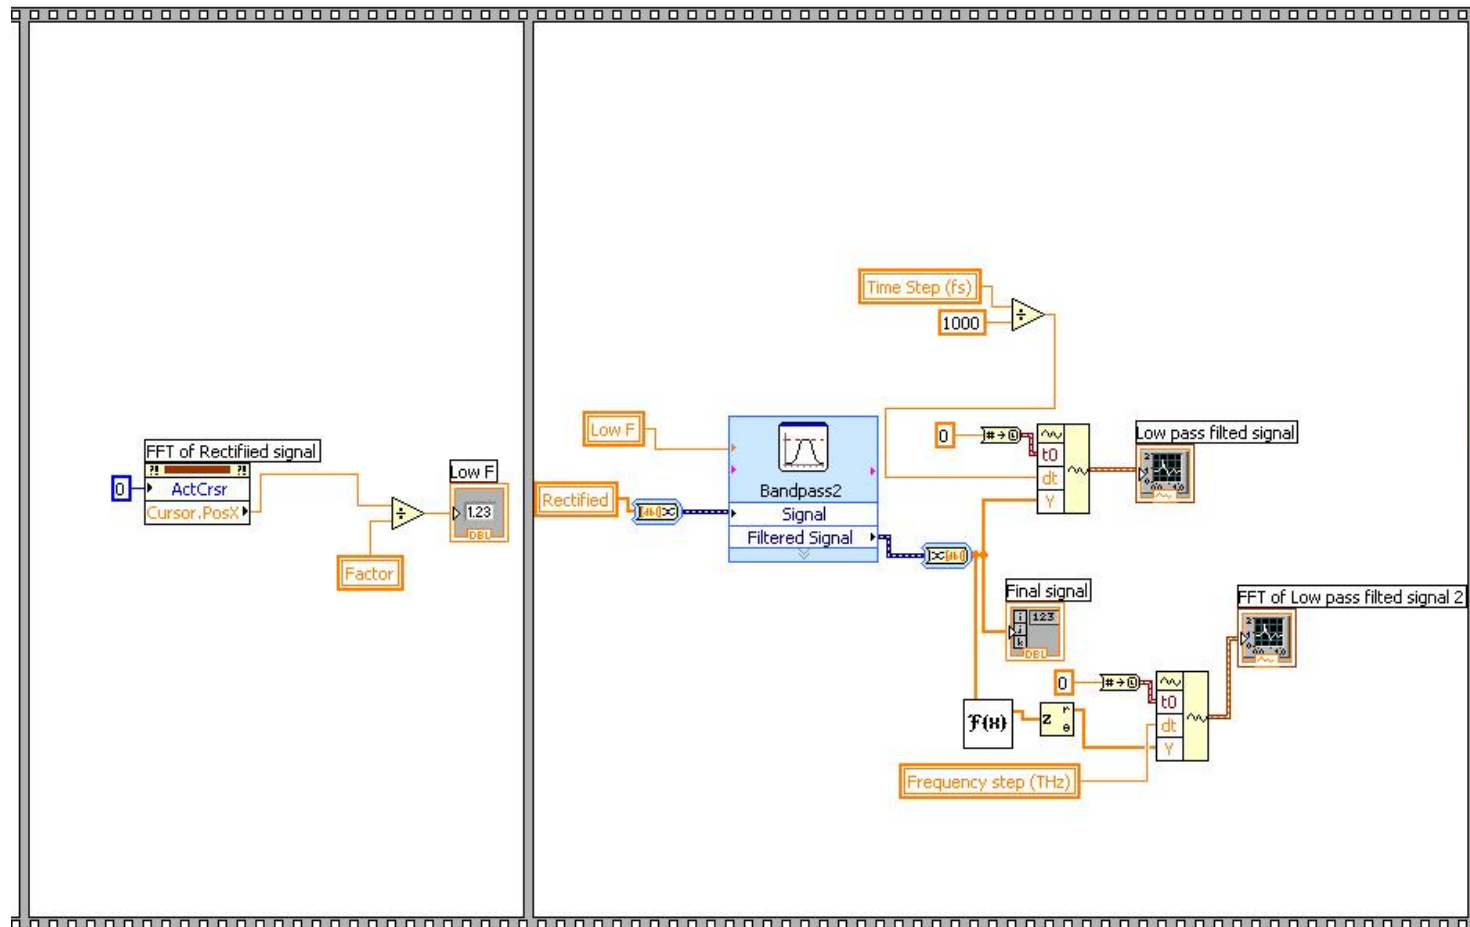 FFT of Rectifiied signal
0
ActCrsr
Cursor.PosX
Factor
Low F
1.23
DBL
Time Step (fs)
1000
Low F
Rectified
Bandpass2
Signal
Filtered Signal
0
t0
dt
Y
Low pass filted signal
Final signal
i
j
k
123
DBL
FFT of Low pass filted signal 2
0
t0
dt
Y
F(x)
z
r
θ
Frequency step (THz)